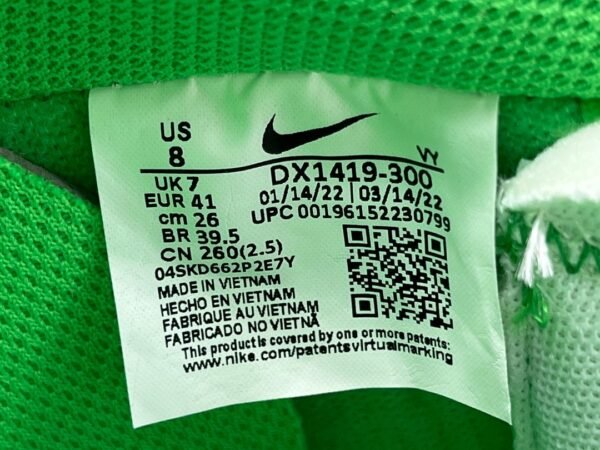 US
8
VY
DX1419-300
UK 7
01/14/22 | 03/14/22
EUR 41
UPC 00196152230799
cm 26
BR 39.5
CN 260(2.5)
04SKD662P2E7Y
MADE IN VIETNAM
HECHO EN VIETNAM
FABRIQUE AU VIETNAM
FABRICADO NO VIETNÃ
This product is covered by one or more patents:
www.nike.com/patentsvirtualmarking